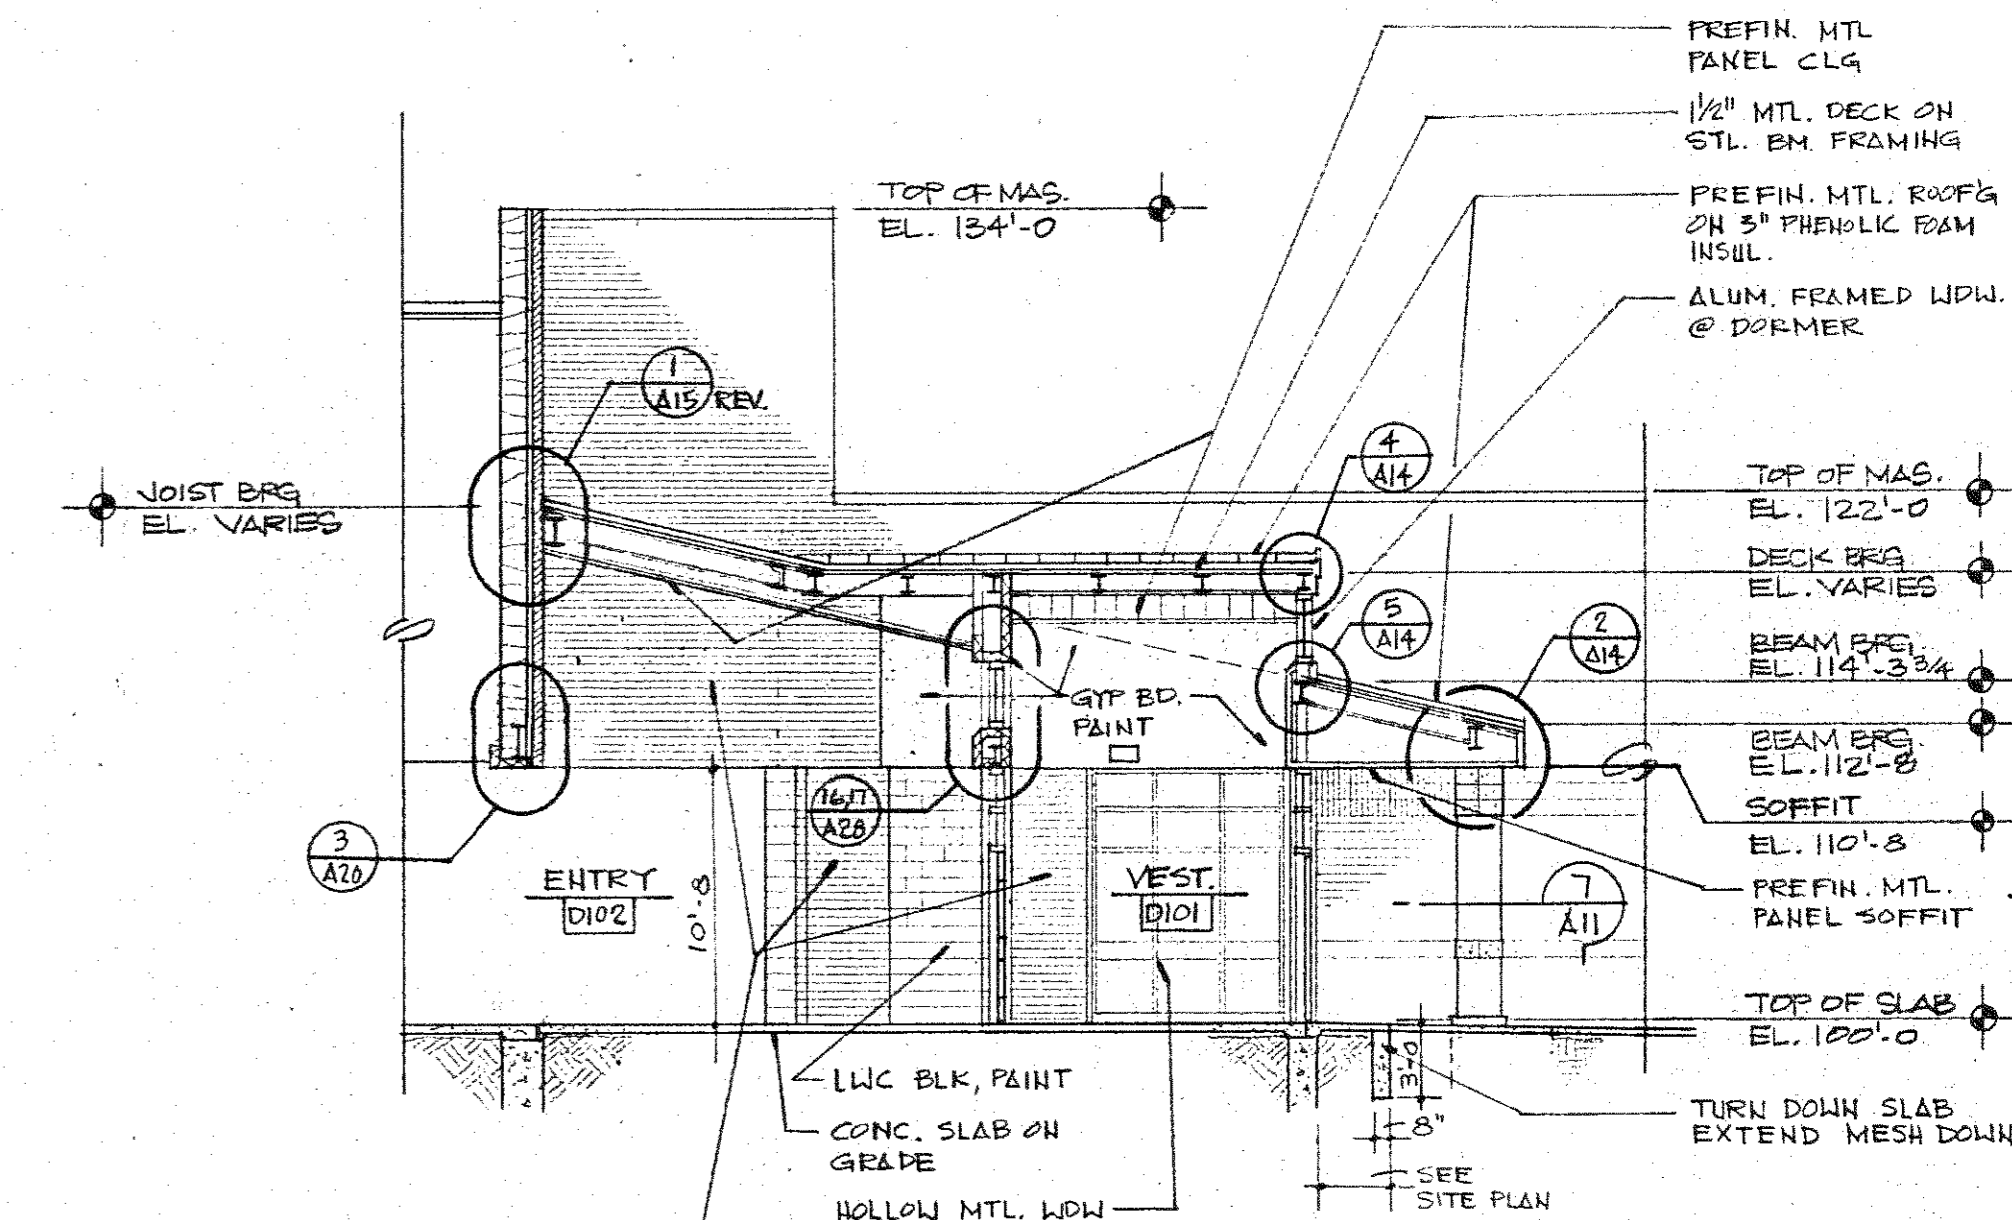 PREFIN. MTL
PANEL CLG
1 1/2" MTL. DECK ON
STL. BM. FRAMING
PREFIN. MTL. ROOF'G
ON 3" PHENOLIC FOAM
INSUL.
ALUM. FRAMED WDW.
@ DORMER
TOP OF MAS.
EL. 134'-0
1
A15 REV.
JOIST BRG
EL. VARIES
4
A14
TOP OF MAS.
EL. 122'-0
DECK BRG
EL. VARIES
5
A14
2
A14
BEAM BRG
EL. 114'-3 3/4
GYP BD.
PAINT
BEAM BRG.
EL. 112'-8
16,17
A28
SOFFIT
EL. 110'-8
3
A20
ENTRY
D102
10'-8
VEST.
D101
7
A11
PREFIN. MTL.
PANEL SOFFIT
TOP OF SLAB
EL. 100'-0
LWC BLK, PAINT
3'-0
CONC. SLAB ON
GRADE
8"
TURN DOWN SLAB
EXTEND MESH DOWN
SEE
SITE PLAN
HOLLOW MTL. WDW